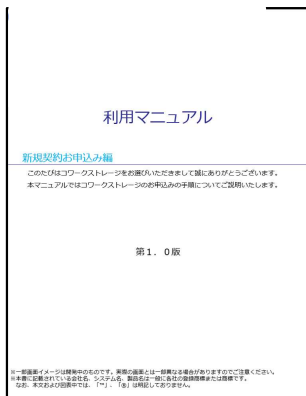 利用マニュアル
新規契約お申込み編
このたびはコワークストレージをお選びいただきまして誠にありがとうございます。
本マニュアルではコワークストレージのお申込みの手順についてご説明いたします。
第1．0版
※一部画面イメージは開発中のものです。実際の画面とは一部異なる場合がありますのでご注意ください。
※本書に記載されている会社名、システム名、製品名は一般に各社の登録商標または商標です。
なお、本文および図表中では、「™」、「®」は明記しておりません。